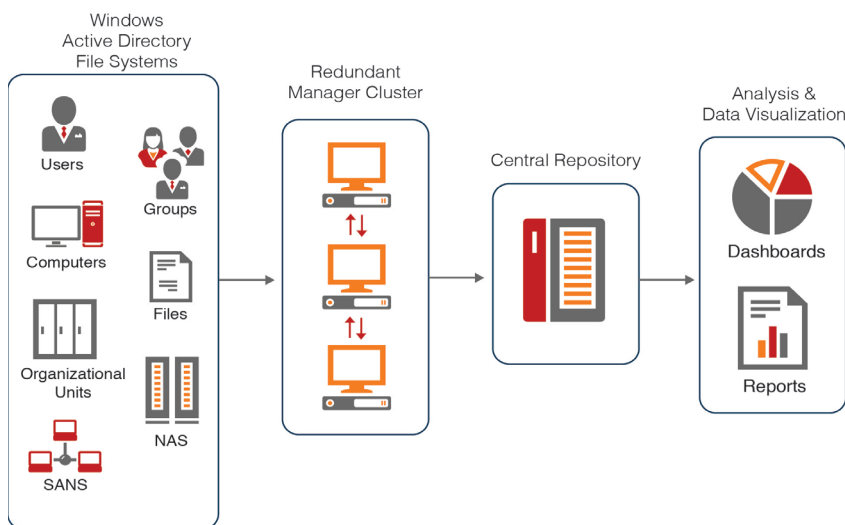 Windows
Active Directory
File Systems
Users
Groups
Computers
Files
Organizational
Units
NAS
SANS
Redundant
Manager Cluster
Central Repository
Analysis &
Data Visualization
Dashboards
Reports